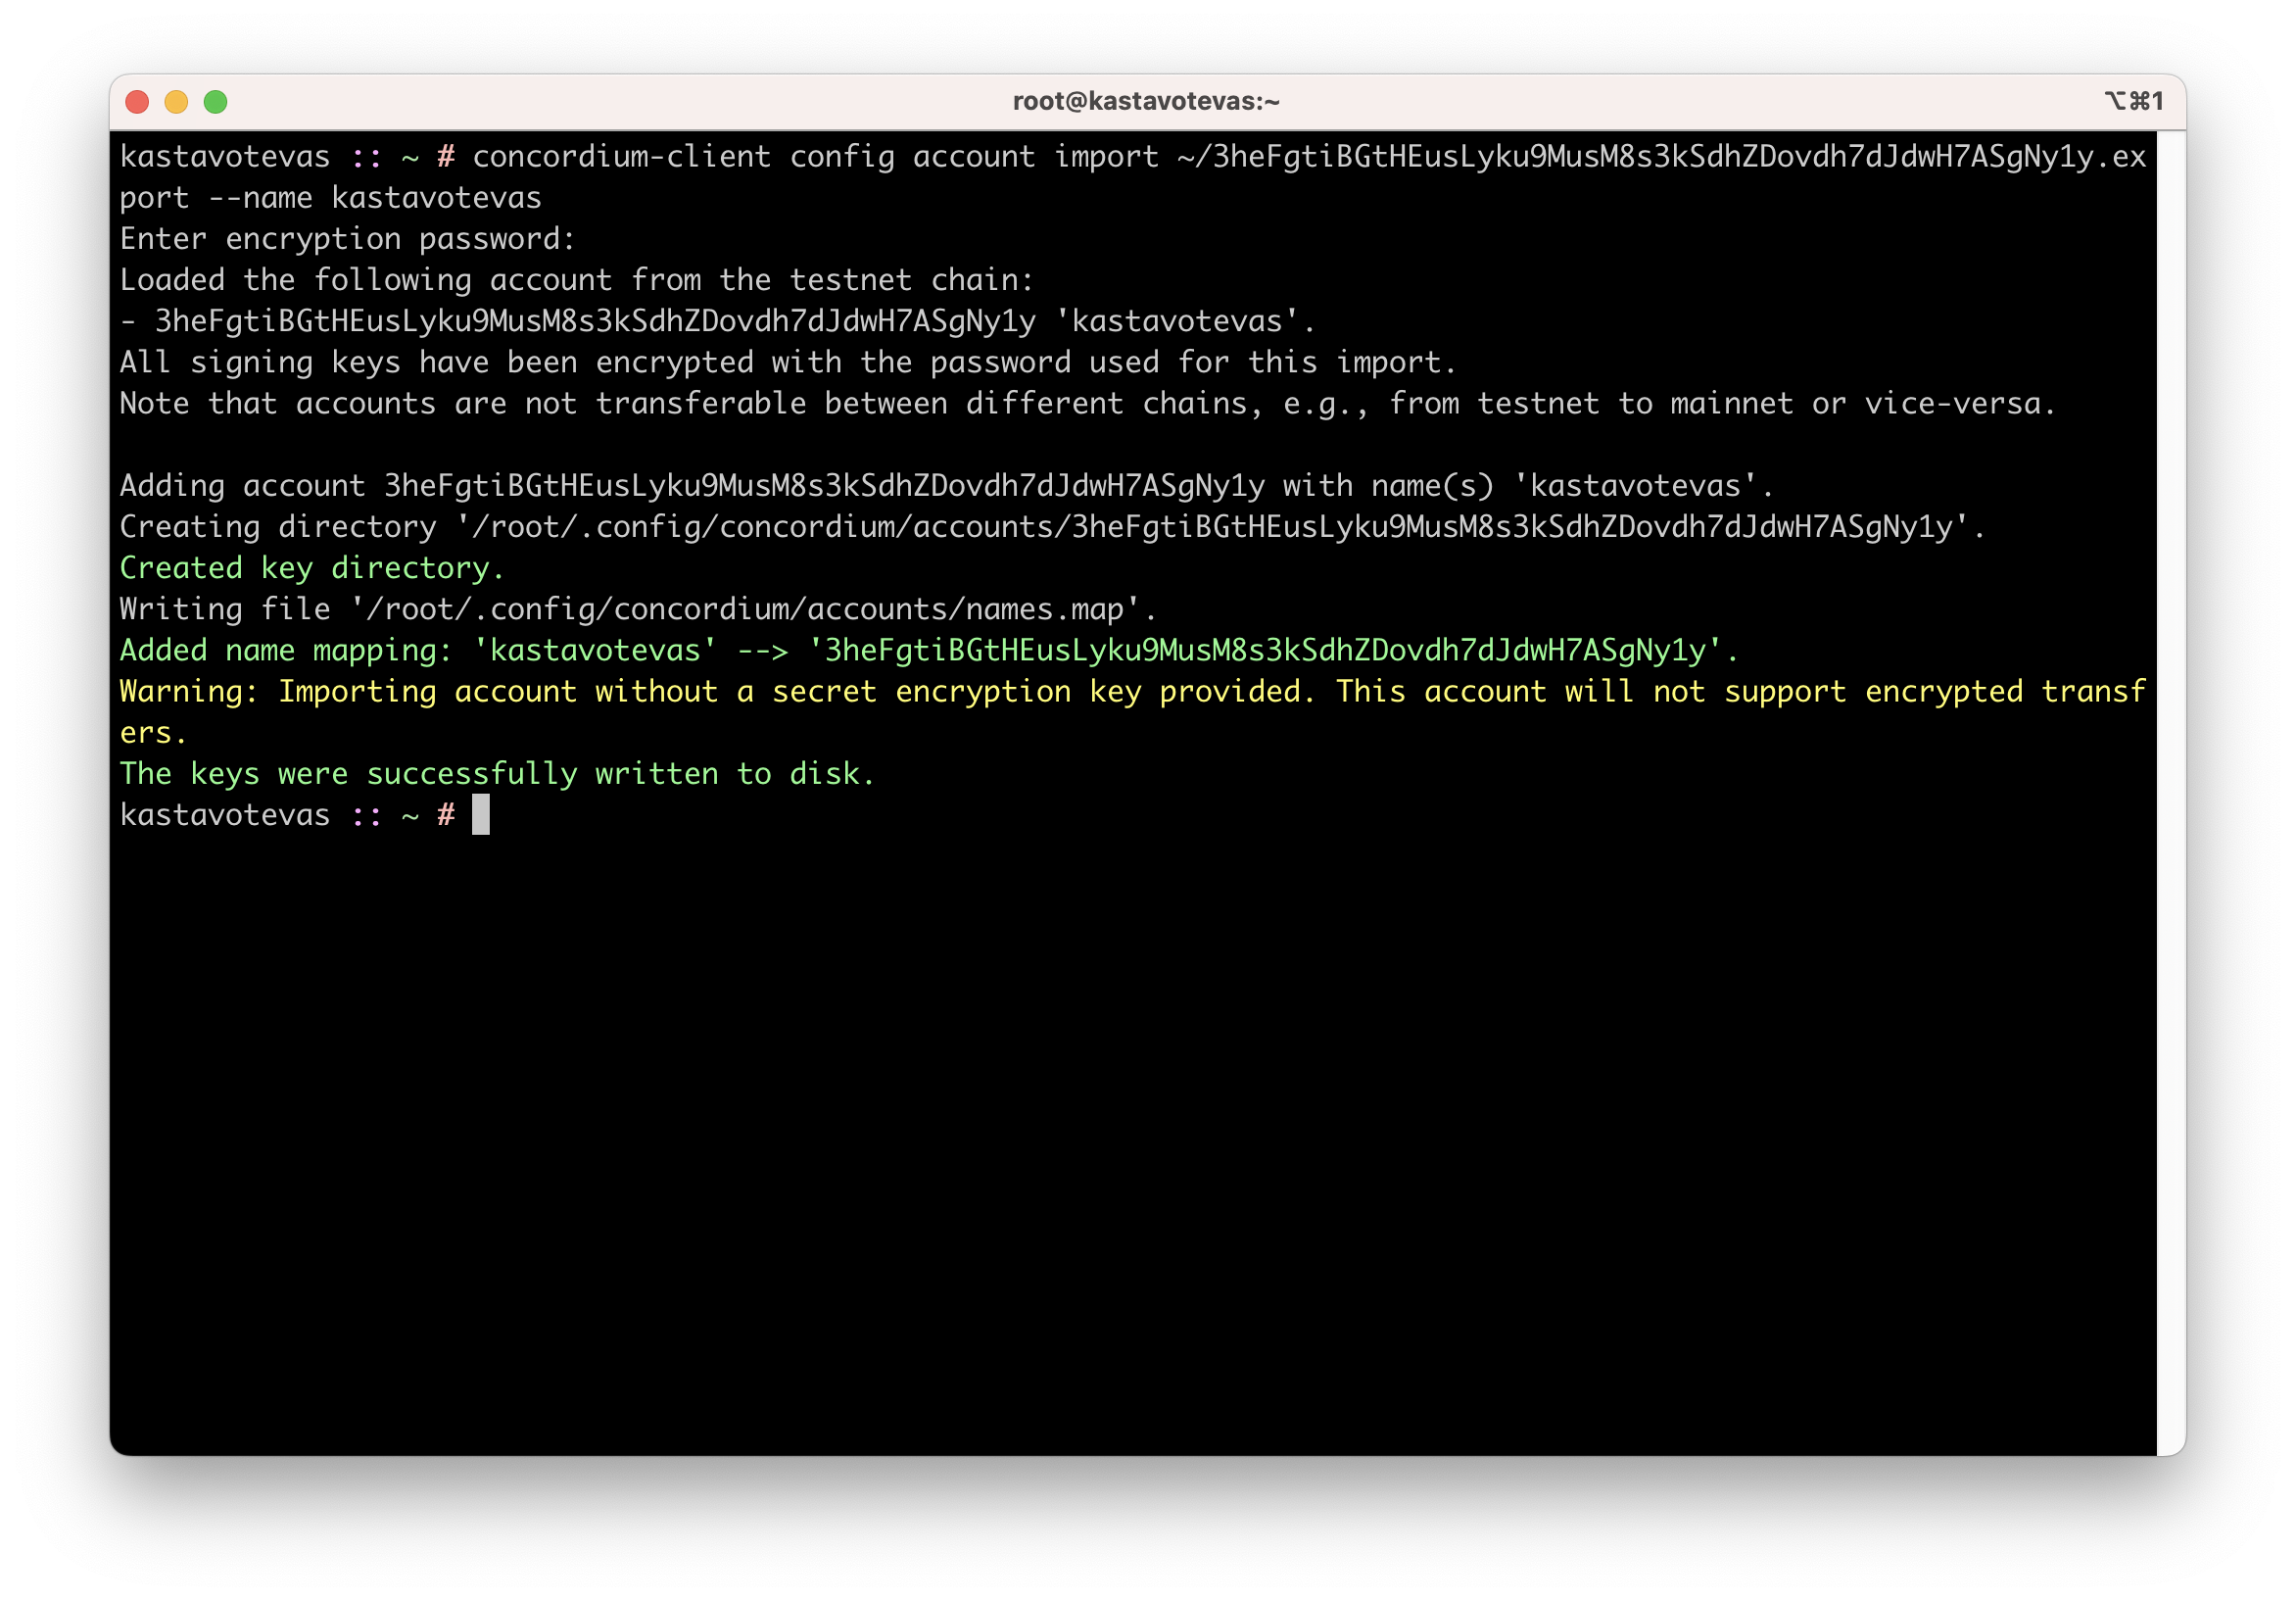 root@kastavotevas:~
⌥⌘1
kastavotevas :: ~ # concordium-client config account import ~/3heFgtiBGtHEusLyku9MusM8s3kSdhZDovdh7dJdwH7ASgNy1y.ex
port --name kastavotevas
Enter encryption password:
Loaded the following account from the testnet chain:
- 3heFgtiBGtHEusLyku9MusM8s3kSdhZDovdh7dJdwH7ASgNy1y 'kastavotevas'.
All signing keys have been encrypted with the password used for this import.
Note that accounts are not transferable between different chains, e.g., from testnet to mainnet or vice-versa.
Adding account 3heFgtiBGtHEusLyku9MusM8s3kSdhZDovdh7dJdwH7ASgNy1y with name(s) 'kastavotevas'.
Creating directory '/root/.config/concordium/accounts/3heFgtiBGtHEusLyku9MusM8s3kSdhZDovdh7dJdwH7ASgNy1y'.
Created key directory.
Writing file '/root/.config/concordium/accounts/names.map'.
Added name mapping: 'kastavotevas' --> '3heFgtiBGtHEusLyku9MusM8s3kSdhZDovdh7dJdwH7ASgNy1y'.
Warning: Importing account without a secret encryption key provided. This account will not support encrypted transf
ers.
The keys were successfully written to disk.
kastavotevas :: ~ #